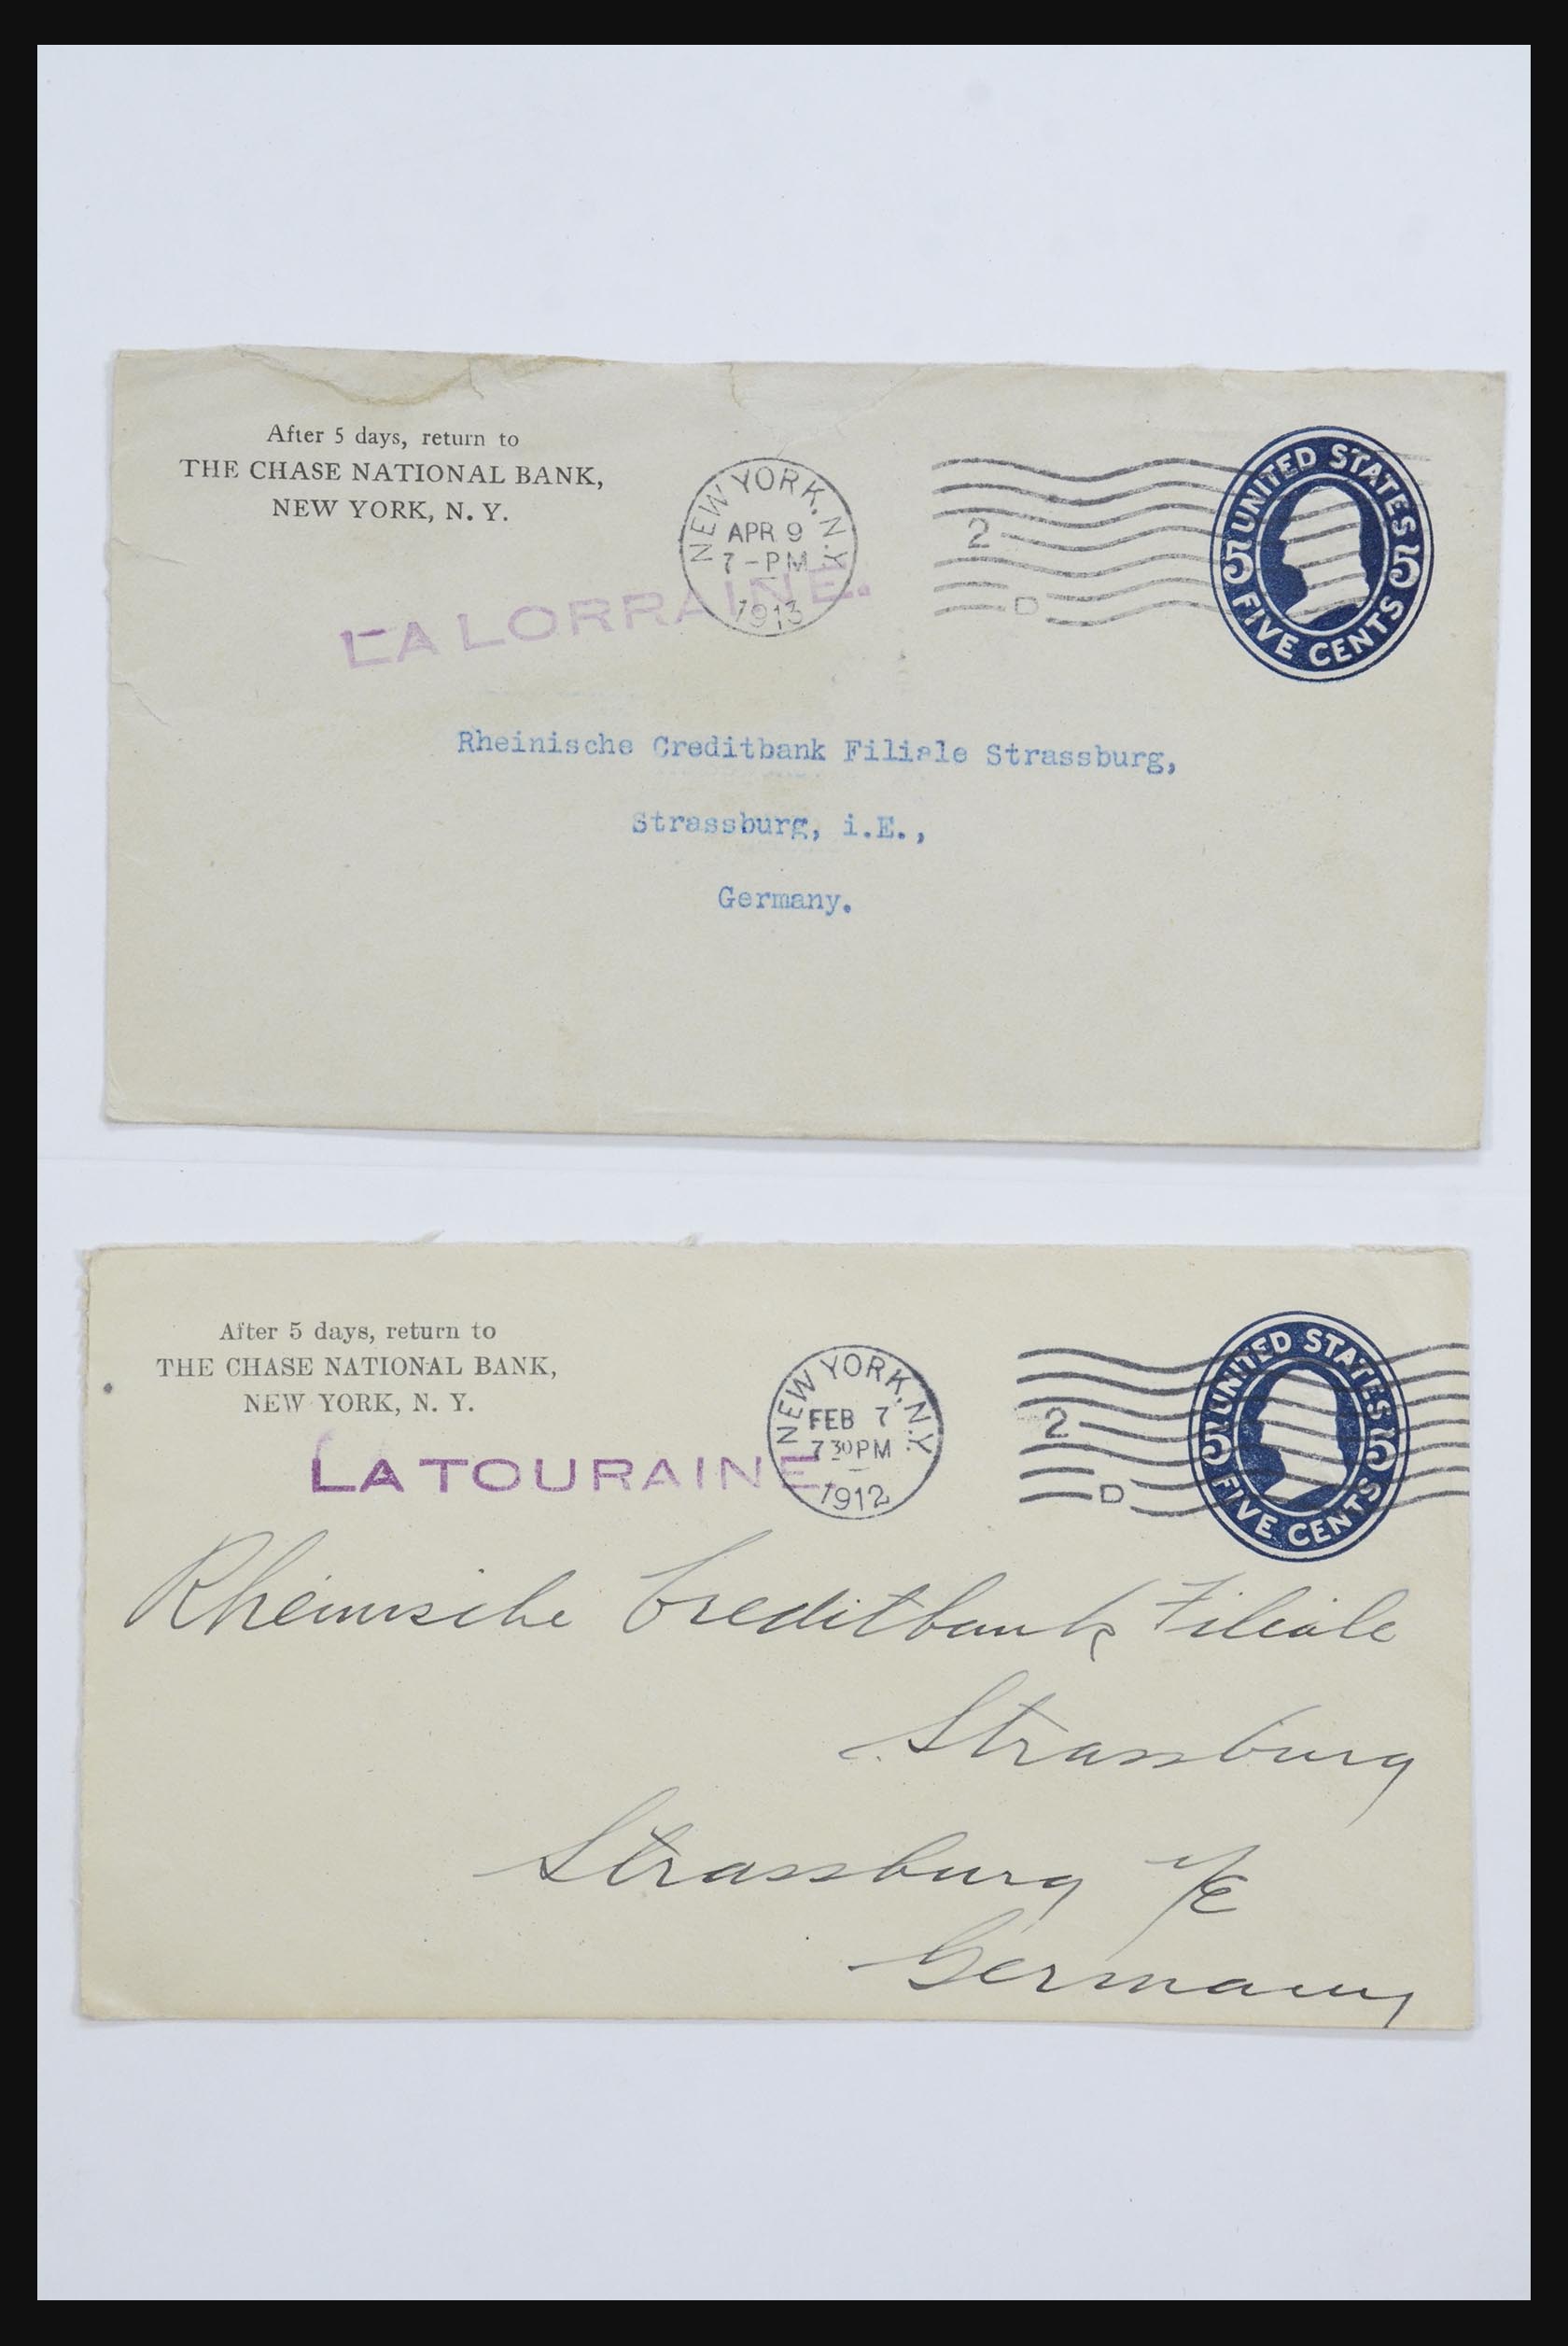 After 5 days, return to
THE CHASE NATIONAL BANK,
NEW YORK, N. Y.
NEW YORK, N.Y.
APR 9
7-PM
1913
2
D
UNITED STATES
5 5
FIVE CENTS
LA LORRAINE.
Rheinische Creditbank Filiale Strassburg,
Strassburg, i.E.,
Germany.
After 5 days, return to
THE CHASE NATIONAL BANK,
NEW YORK, N. Y.
NEW YORK, N.Y.
FEB 7
7 30 PM
1912
2
D
UNITED STATES
5 5
FIVE CENTS
LA TOURAINE
Rheinische Creditbank Filiale
Strassburg
Strassburg i/E
Germany